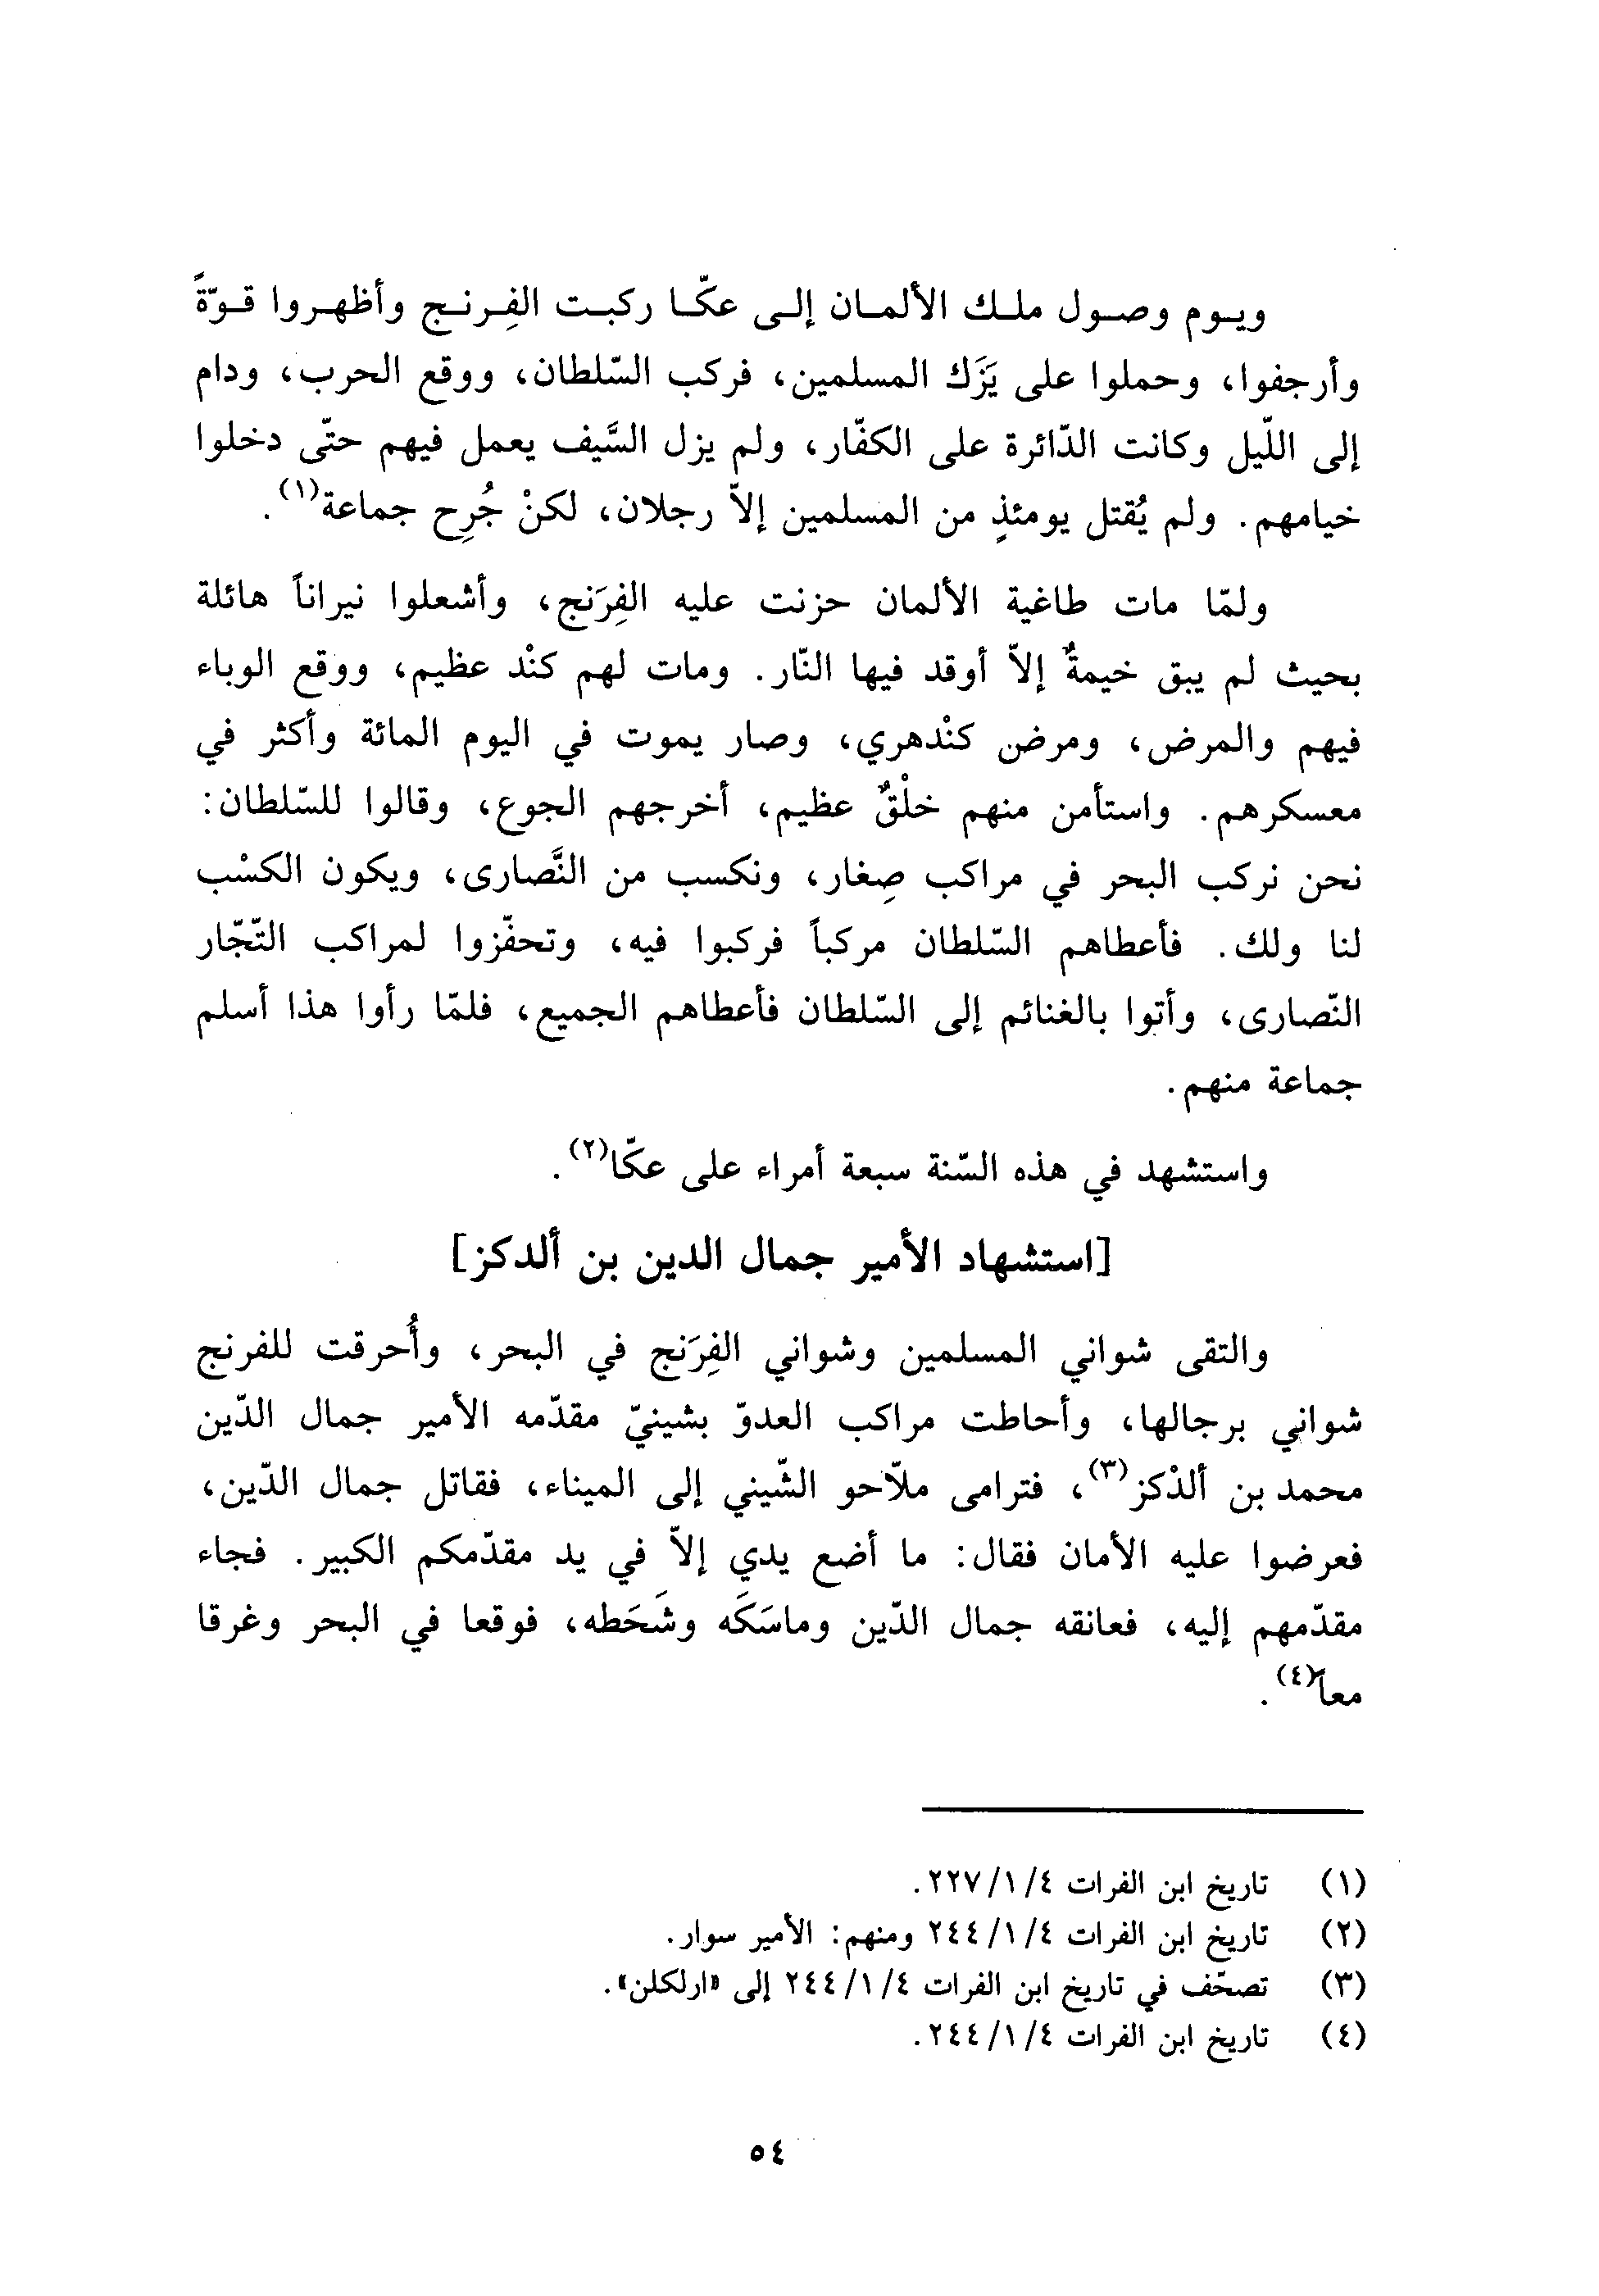 ويوم وصول ملك الألمان إلى عكّا ركبت الفِرنج وأظهروا قوّةً
وأرجفوا، وحملوا على يَزَك المسلمين، فركب السّلطان، ووقع الحرب، ودام
إلى اللّيل وكانت الدّائرة على الكفّار، ولم يزل السَّيف يعمل فيهم حتّى دخلوا
خيامهم. ولم يُقتل يومئذٍ من المسلمين إلاّ رجلان، لكنْ جُرِح جماعة(١).
ولمّا مات طاغية الألمان حزنت عليه الفِرَنج، وأشعلوا نيراناً هائلة
بحيث لم يبق خيمةٌ إلاّ أوقد فيها النّار. ومات لهم كنْد عظيم، ووقع الوباء
فيهم والمرض، ومرض كنْدهري، وصار يموت في اليوم المائة وأكثر في
معسكرهم. واستأمن منهم خلْقٌ عظيم، أخرجهم الجوع، وقالوا للسّلطان:
نحن نركب البحر في مراكب صِغار، ونكسب من النَّصارى، ويكون الكسْب
لنا ولك. فأعطاهم السّلطان مركباً فركبوا فيه، وتحفّزوا لمراكب التّجّار
النّصارى، وأتوا بالغنائم إلى السّلطان فأعطاهم الجميع، فلمّا رأوا هذا أسلم
جماعة منهم.
واستشهد في هذه السّنة سبعة أمراء على عكّا(٢).
[استشهاد الأمير جمال الدين بن ألدكز]
والتقى شواني المسلمين وشواني الفِرَنج في البحر، وأُحرقت للفرنج
شواني برجالها، وأحاطت مراكب العدوّ بشينيّ مقدّمه الأمير جمال الدّين
محمد بن ألدْكز(٣)، فترامى ملاّحو الشّيني إلى الميناء، فقاتل جمال الدّين،
فعرضوا عليه الأمان فقال: ما أضع يدي إلاّ في يد مقدّمكم الكبير. فجاء
مقدّمهم إليه، فعانقه جمال الدّين وماسَكَه وشَحَطه، فوقعا في البحر وغرقا
معاً(٤).
(١) تاريخ ابن الفرات ٤/١/٢٢٧.
(٢) تاريخ ابن الفرات ٤/١/٢٤٤ ومنهم: الأمير سوار.
(٣) تصحّف في تاريخ ابن الفرات ٤/١/٢٤٤ إلى «ارلكلن».
(٤) تاريخ ابن الفرات ٤/١/٢٤٤.
٥٤